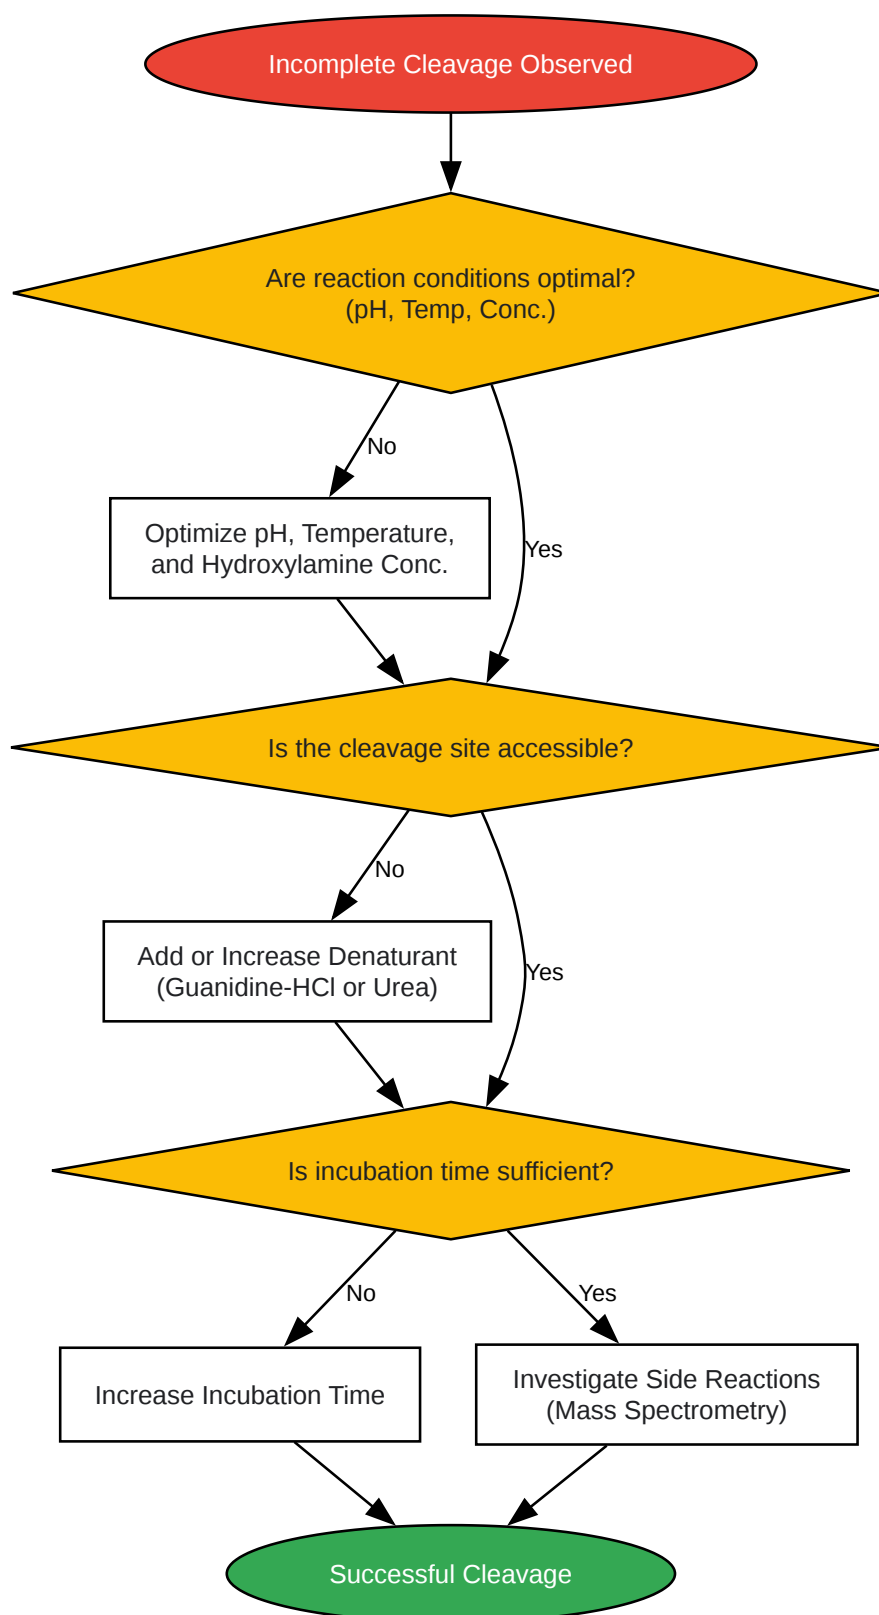 Incomplete Cleavage Observed
Are reaction conditions optimal?
(pH, Temp, Conc.)
No
Optimize pH, Temperature,
and Hydroxylamine Conc.
Yes
Is the cleavage site accessible?
No
Add or Increase Denaturant
(Guanidine-HCl or Urea)
Yes
Is incubation time sufficient?
No
Yes
Increase Incubation Time
Investigate Side Reactions
(Mass Spectrometry)
Successful Cleavage